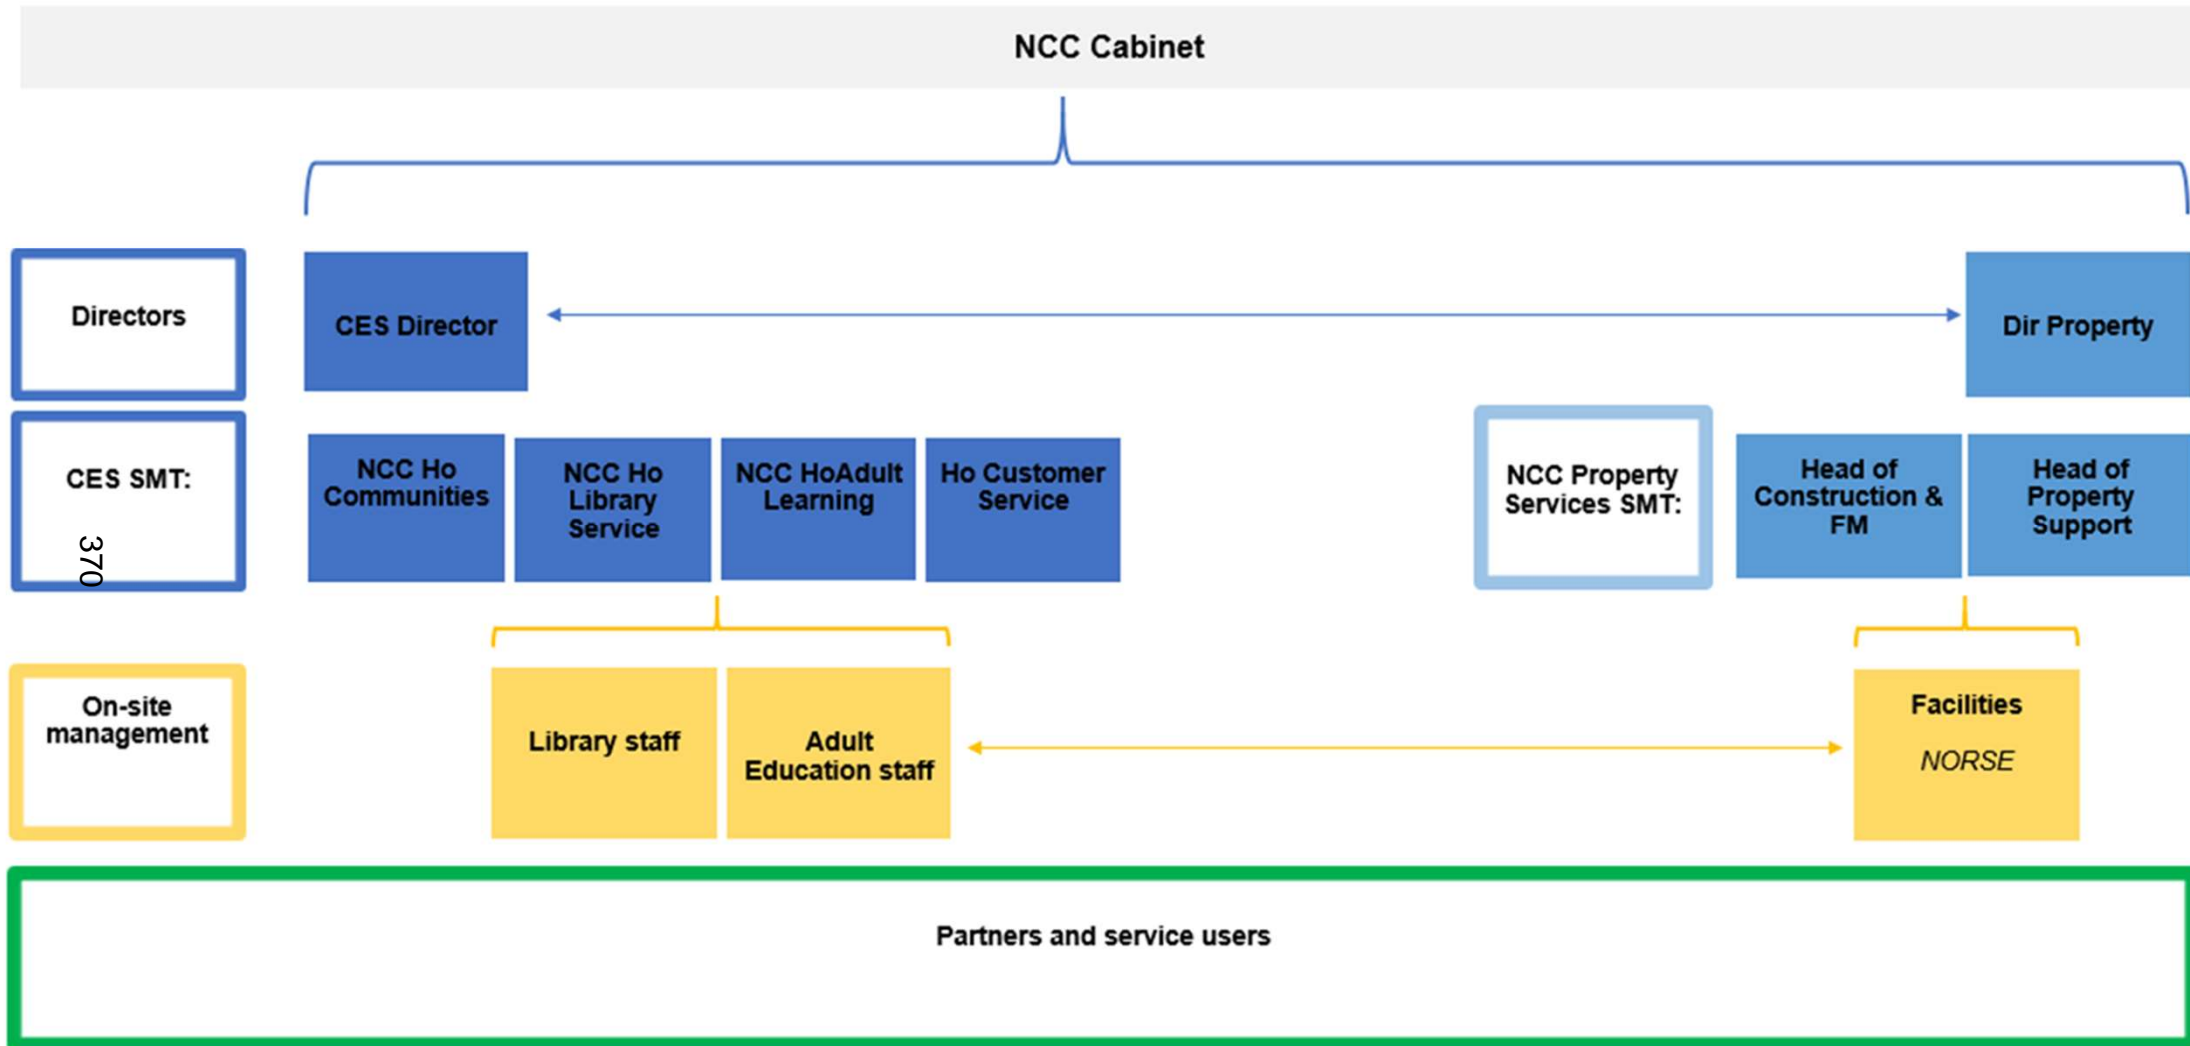 NCC Cabinet
Directors
CES Director
Dir Property
CES SMT:
370
NCC Ho
Communities
NCC Ho
Library
Service
NCC HoAdult
Learning
Ho Customer
Service
NCC Property
Services SMT:
Head of
Construction &
FM
Head of
Property
Support
On-site
management
Library staff
Adult
Education staff
Facilities
NORSE
Partners and service users